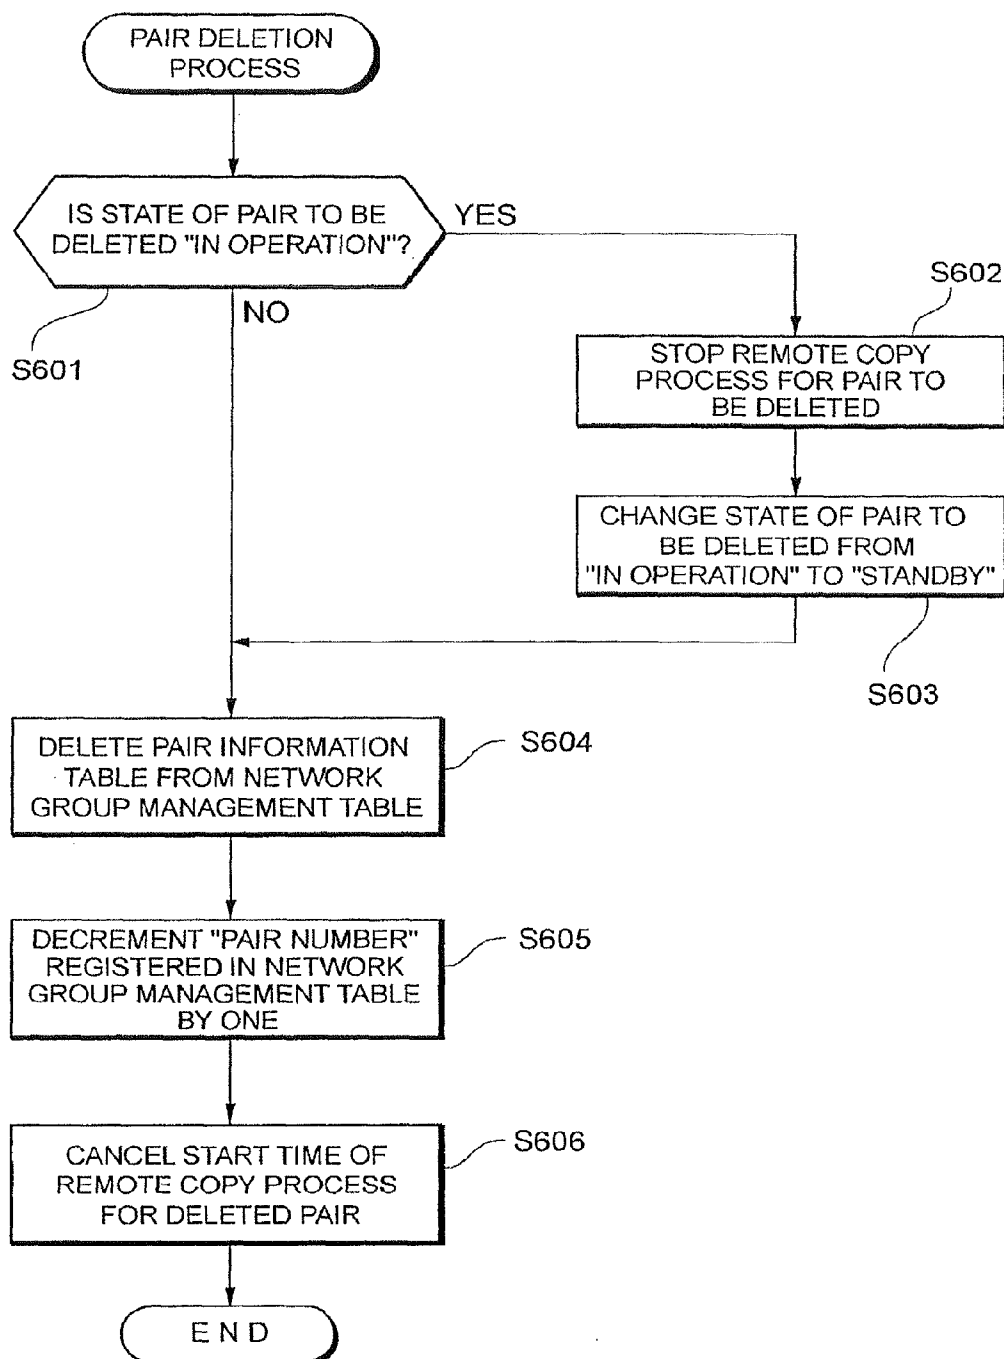 PAIR DELETION
PROCESS
IS STATE OF PAIR TO BE
DELETED "IN OPERATION"?
YES
NO
S601
S602
STOP REMOTE COPY
PROCESS FOR PAIR TO
BE DELETED
CHANGE STATE OF PAIR TO
BE DELETED FROM
"IN OPERATION" TO "STANDBY"
S603
DELETE PAIR INFORMATION
TABLE FROM NETWORK
GROUP MANAGEMENT TABLE
S604
DECREMENT "PAIR NUMBER"
REGISTERED IN NETWORK
GROUP MANAGEMENT TABLE
BY ONE
S605
CANCEL START TIME OF
REMOTE COPY PROCESS
FOR DELETED PAIR
S606
END